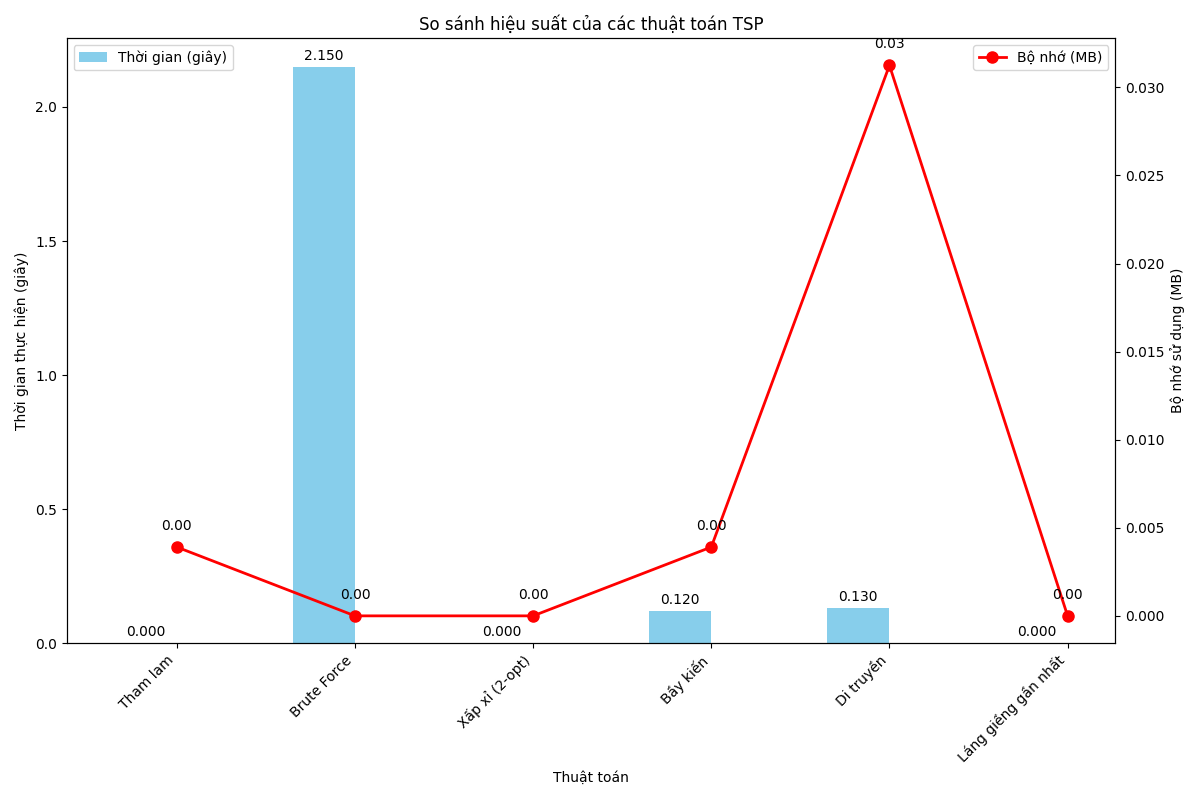 So sánh hiệu suất của các thuật toán TSP
Thời gian (giây)
Bộ nhớ (MB)
2.150
0.03
0.00
0.00
0.00
0.00
0.00
0.000
0.000
0.120
0.130
0.000
2.0
1.5
1.0
0.5
0.0
Thời gian thực hiện (giây)
0.030
0.025
0.020
0.015
0.010
0.005
0.000
Bộ nhớ sử dụng (MB)
Tham lam
Brute Force
Xấp xỉ (2-opt)
Bầy kiến
Di truyền
Láng giềng gần nhất
Thuật toán